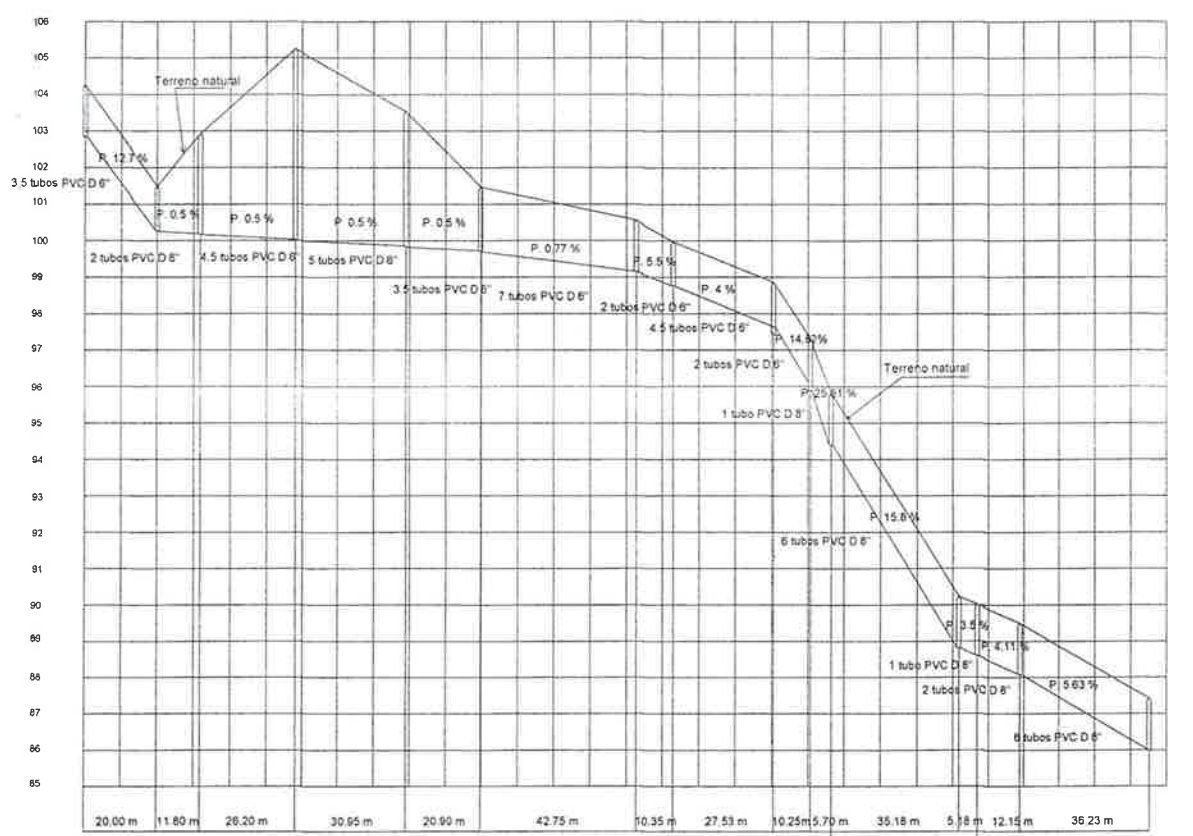 106
105
104
103
102
101
100
99
98
97
96
95
94
93
92
91
90
89
88
87
86
85
Terreno natural
P. 12.7 %
3.5 tubos PVC D 6"
P. 0.5 %
P. 0.5 %
P. 0.5 %
P. 0.5 %
2 tubos PVC D 6"
4.5 tubos PVC D 6"
5 tubos PVC D 6"
P. 0.77 %
P. 5.5 %
3.5 tubos PVC D 6"
7 tubos PVC D 6"
P. 4 %
2 tubos PVC D 6"
4.5 tubos PVC D 6"
2 tubos PVC D 6"
Terreno natural
1 tubo PVC D 6"
P. 15.8 %
6 tubos PVC D 6"
P. 3.5 %
P. 4.11 %
1 tubo PVC D 6"
2 tubos PVC D 6"
P. 5.63 %
6 tubos PVC D 6"
20.00 m 11.80 m 26.20 m 30.95 m 20.90 m 42.75 m 10.35 m 27.53 m 10.25m 5.70 m 35.18 m 5.18 m 12.15 m 36.23 m